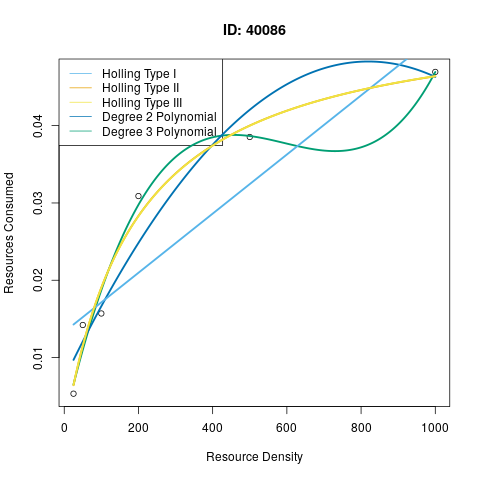 ID: 40086
Holling Type I
Holling Type II
Holling Type III
Degree 2 Polynomial
Degree 3 Polynomial
Resources Consumed
0.01
0.02
0.03
0.04
0
200
400
600
800
1000
Resource Density